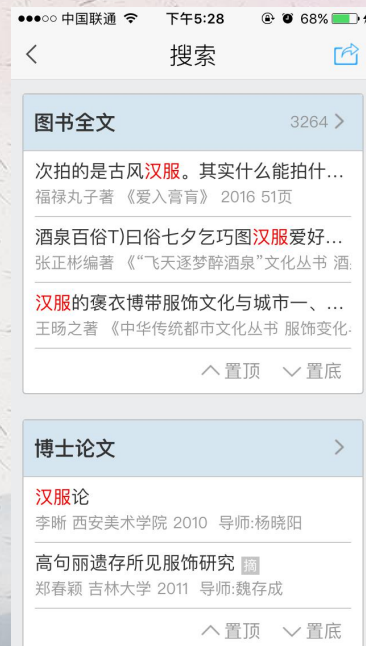 中国联通 下午5:28 68%
搜索
图书全文 3264
次拍的是古风汉服。其实什么能拍什...
福禄丸子著 《爱入膏肓》 2016 51页
酒泉百俗T)曰俗七夕乞巧图汉服爱好...
张正彬编著 《“飞天逐梦醉酒泉”文化丛书 酒
汉服的褒衣博带服饰文化与城市一、...
王旸之著 《中华传统都市文化丛书 服饰变化
置顶 置底
博士论文
汉服论
李晰 西安美术学院 2010 导师:杨晓阳
高句丽遗存所见服饰研究 摘
郑春颖 吉林大学 2011 导师:魏存成
置顶 置底